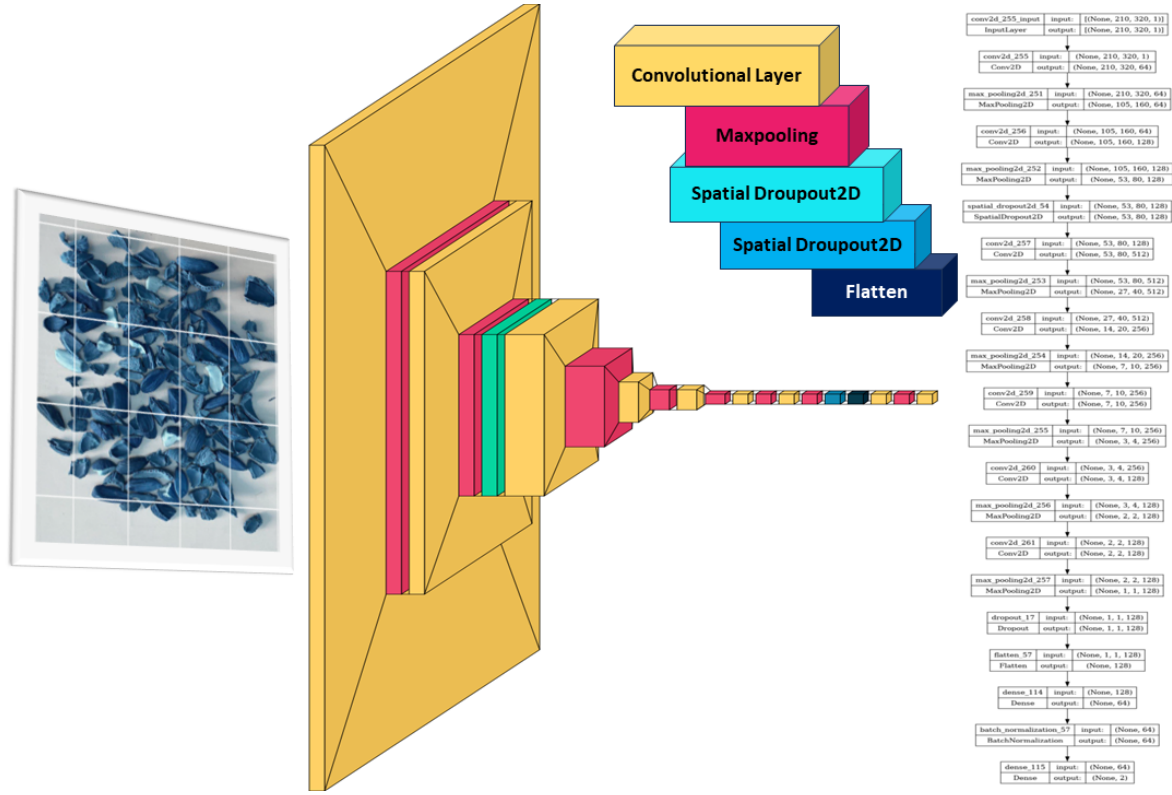 Convolutional Layer
Maxpooling
Spatial Droupout2D
Spatial Droupout2D
Flatten
conv2d_255_input input: [(None, 210, 320, 1)]
InputLayer output: [(None, 210, 320, 1)]
conv2d_255 input: (None, 210, 320, 1)
Conv2D output: (None, 210, 320, 64)
max_pooling2d_251 input: (None, 210, 320, 64)
MaxPooling2D output: (None, 105, 160, 64)
conv2d_256 input: (None, 105, 160, 64)
Conv2D output: (None, 105, 160, 128)
max_pooling2d_252 input: (None, 105, 160, 128)
MaxPooling2D output: (None, 53, 80, 128)
spatial_dropout2d_54 input: (None, 53, 80, 128)
SpatialDropout2D output: (None, 53, 80, 128)
conv2d_257 input: (None, 53, 80, 128)
Conv2D output: (None, 53, 80, 512)
max_pooling2d_253 input: (None, 53, 80, 512)
MaxPooling2D output: (None, 27, 40, 512)
conv2d_258 input: (None, 27, 40, 512)
Conv2D output: (None, 14, 20, 256)
max_pooling2d_254 input: (None, 14, 20, 256)
MaxPooling2D output: (None, 7, 10, 256)
conv2d_259 input: (None, 7, 10, 256)
Conv2D output: (None, 7, 10, 256)
max_pooling2d_255 input: (None, 7, 10, 256)
MaxPooling2D output: (None, 3, 4, 256)
conv2d_260 input: (None, 3, 4, 256)
Conv2D output: (None, 3, 4, 128)
max_pooling2d_256 input: (None, 3, 4, 128)
MaxPooling2D output: (None, 2, 2, 128)
conv2d_261 input: (None, 2, 2, 128)
Conv2D output: (None, 2, 2, 128)
max_pooling2d_257 input: (None, 2, 2, 128)
MaxPooling2D output: (None, 1, 1, 128)
dropout_17 input: (None, 1, 1, 128)
Dropout output: (None, 1, 1, 128)
flatten_57 input: (None, 1, 1, 128)
Flatten output: (None, 128)
dense_114 input: (None, 128)
Dense output: (None, 64)
batch_normalization_57 input: (None, 64)
BatchNormalization output: (None, 64)
dense_115 input: (None, 64)
Dense output: (None, 2)